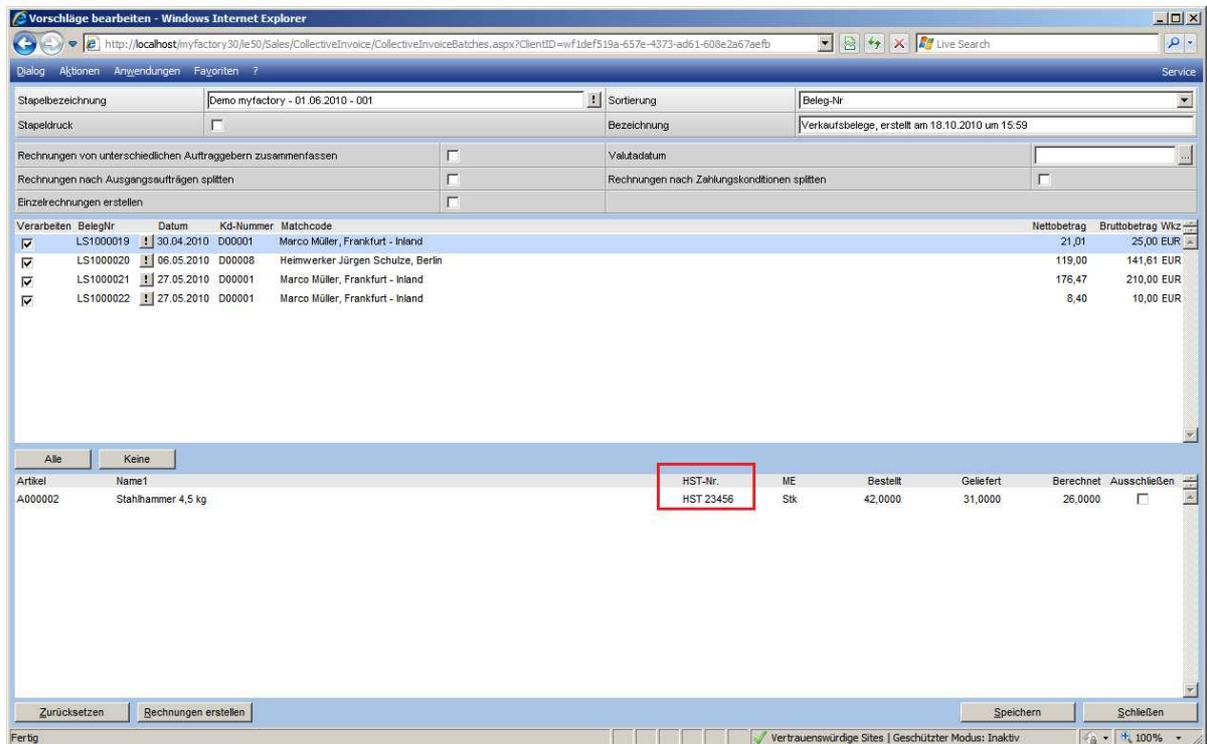 Vorschläge bearbeiten - Windows Internet Explorer
http://localhost/myfactory30/ie50/Sales/CollectiveInvoice/CollectiveInvoiceBatches.aspx?ClientID=wf1def519a-657e-4373-ad61-608e2a67aefb Live Search
Dialog Aktionen Anwendungen Favoriten ? Service
Stapelbezeichnung Demo myfactory - 01.06.2010 - 001 ! Sortierung Beleg-Nr
Stapeldruck Bezeichnung Verkaufsbelege, erstellt am 18.10.2010 um 15:59
Rechnungen von unterschiedlichen Auftraggebern zusammenfassen Valutadatum ...
Rechnungen nach Ausgangsaufträgen splitten Rechnungen nach Zahlungskonditionen splitten
Einzelrechnungen erstellen
Verarbeiten BelegNr Datum Kd-Nummer Matchcode Nettobetrag Bruttobetrag Wkz
LS1000019 ! 30.04.2010 D00001 Marco Müller, Frankfurt - Inland 21,01 25,00 EUR
LS1000020 ! 06.05.2010 D00008 Heimwerker Jürgen Schulze, Berlin 119,00 141,61 EUR
LS1000021 ! 27.05.2010 D00001 Marco Müller, Frankfurt - Inland 176,47 210,00 EUR
LS1000022 ! 27.05.2010 D00001 Marco Müller, Frankfurt - Inland 8,40 10,00 EUR
Alle Keine
Artikel Name1 HST-Nr. ME Bestellt Geliefert Berechnet Ausschließen
A000002 Stahlhammer 4,5 kg HST 23456 Stk 42,0000 31,0000 26,0000
Zurücksetzen Rechnungen erstellen Speichern Schließen
Fertig Vertrauenswürdige Sites | Geschützter Modus: Inaktiv 100%